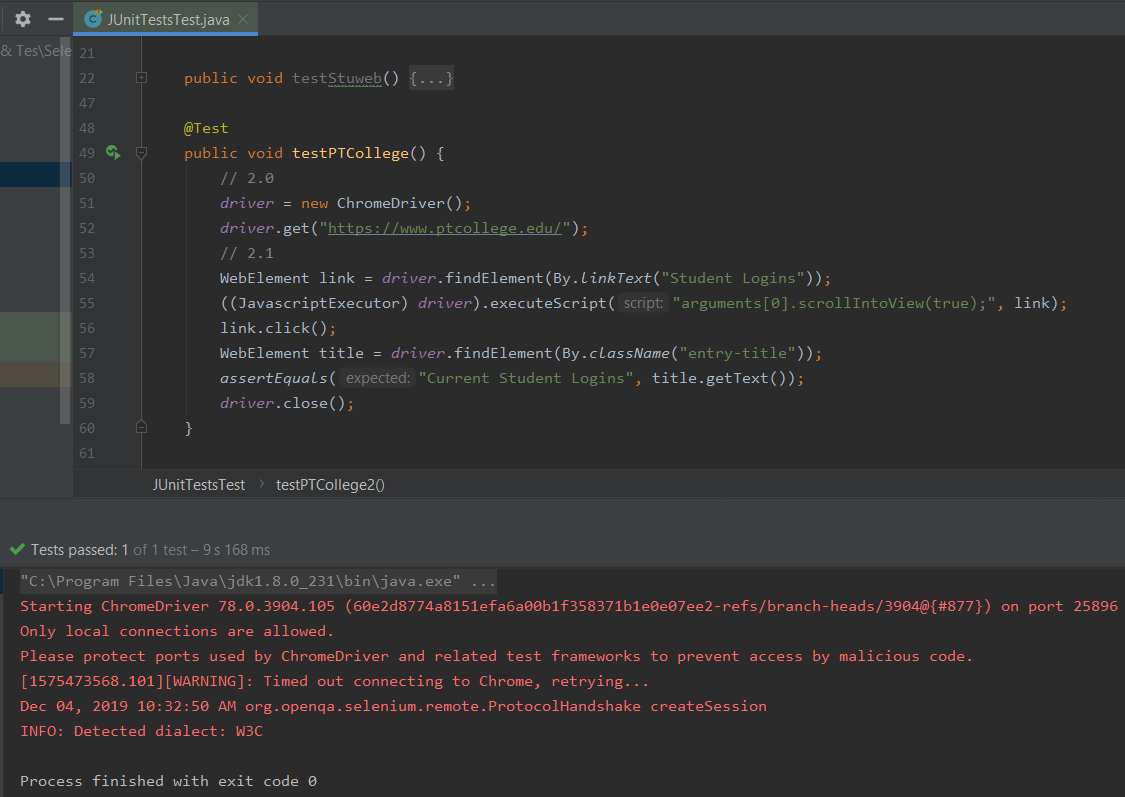 JUnitTestsTest.java
& Tes\Sele
21
22 public void testStuweb() {...}
47
48 @Test
49 public void testPTCollege() {
50 // 2.0
51 driver = new ChromeDriver();
52 driver.get("https://www.ptcollege.edu/");
53 // 2.1
54 WebElement link = driver.findElement(By.linkText("Student Logins"));
55 ((JavascriptExecutor) driver).executeScript( script: "arguments[0].scrollIntoView(true);", link);
56 link.click();
57 WebElement title = driver.findElement(By.className("entry-title"));
58 assertEquals( expected: "Current Student Logins", title.getText());
59 driver.close();
60 }
61
JUnitTestsTest > testPTCollege2()
Tests passed: 1 of 1 test – 9 s 168 ms
"C:\Program Files\Java\jdk1.8.0_231\bin\java.exe" ...
Starting ChromeDriver 78.0.3904.105 (60e2d8774a8151efa6a00b1f358371b1e0e07ee2-refs/branch-heads/3904@{#877}) on port 25896
Only local connections are allowed.
Please protect ports used by ChromeDriver and related test frameworks to prevent access by malicious code.
[1575473568.101][WARNING]: Timed out connecting to Chrome, retrying...
Dec 04, 2019 10:32:50 AM org.openqa.selenium.remote.ProtocolHandshake createSession
INFO: Detected dialect: W3C
Process finished with exit code 0